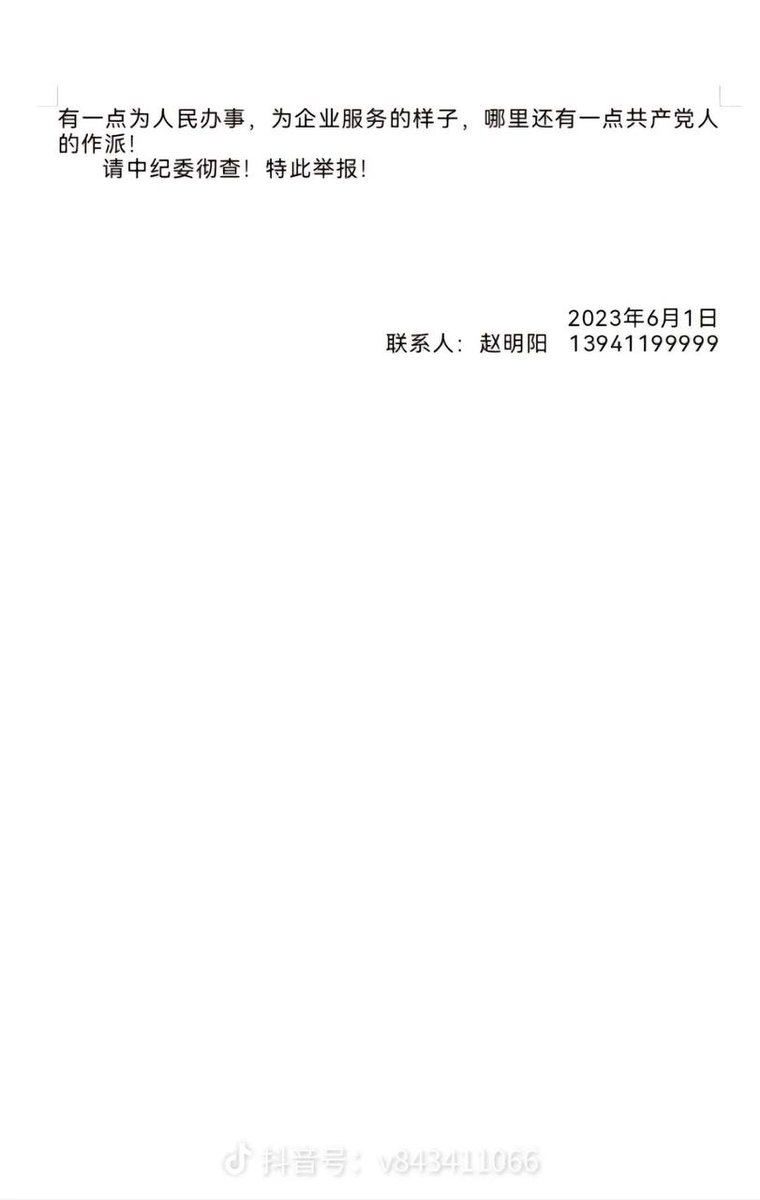 有一点为人民办事，为企业服务的样子，哪里还有一点共产党人
的作派！
请中纪委彻查！特此举报！
2023年6月1日
联系人：赵明阳 13941199999
抖音号：v843411066